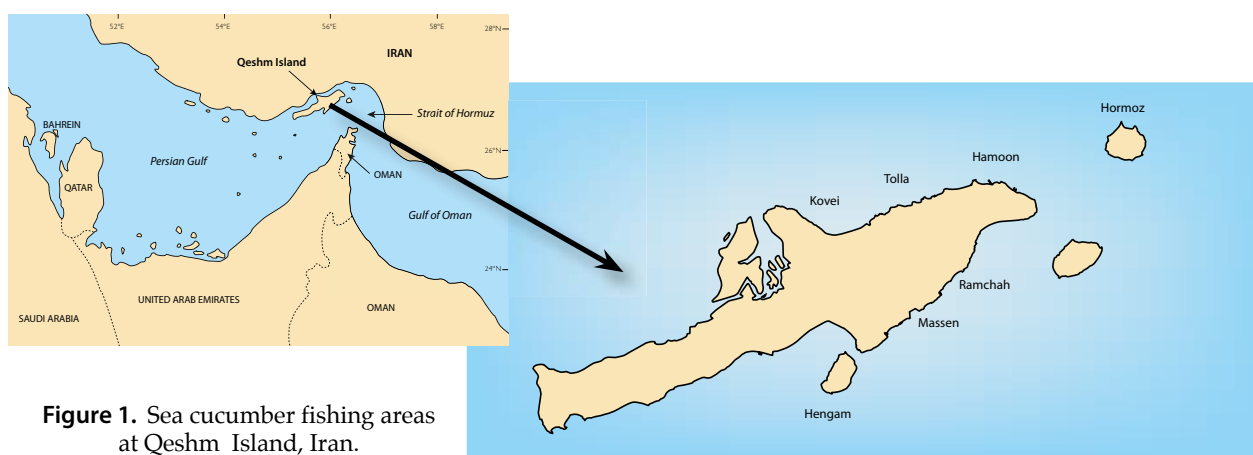 52°E 54°E 56°E 58°E
28°N
IRAN
Qeshm Island
Strait of Hormuz
BAHREIN
Persian Gulf
26°N
QATAR
OMAN
Gulf of Oman
24°N
UNITED ARAB EMIRATES
SAUDI ARABIA
OMAN
Hormoz
Hamoon
Tolla
Kovei
Ramchah
Massen
Hengam
Figure 1. Sea cucumber fishing areas
at Qeshm Island, Iran.